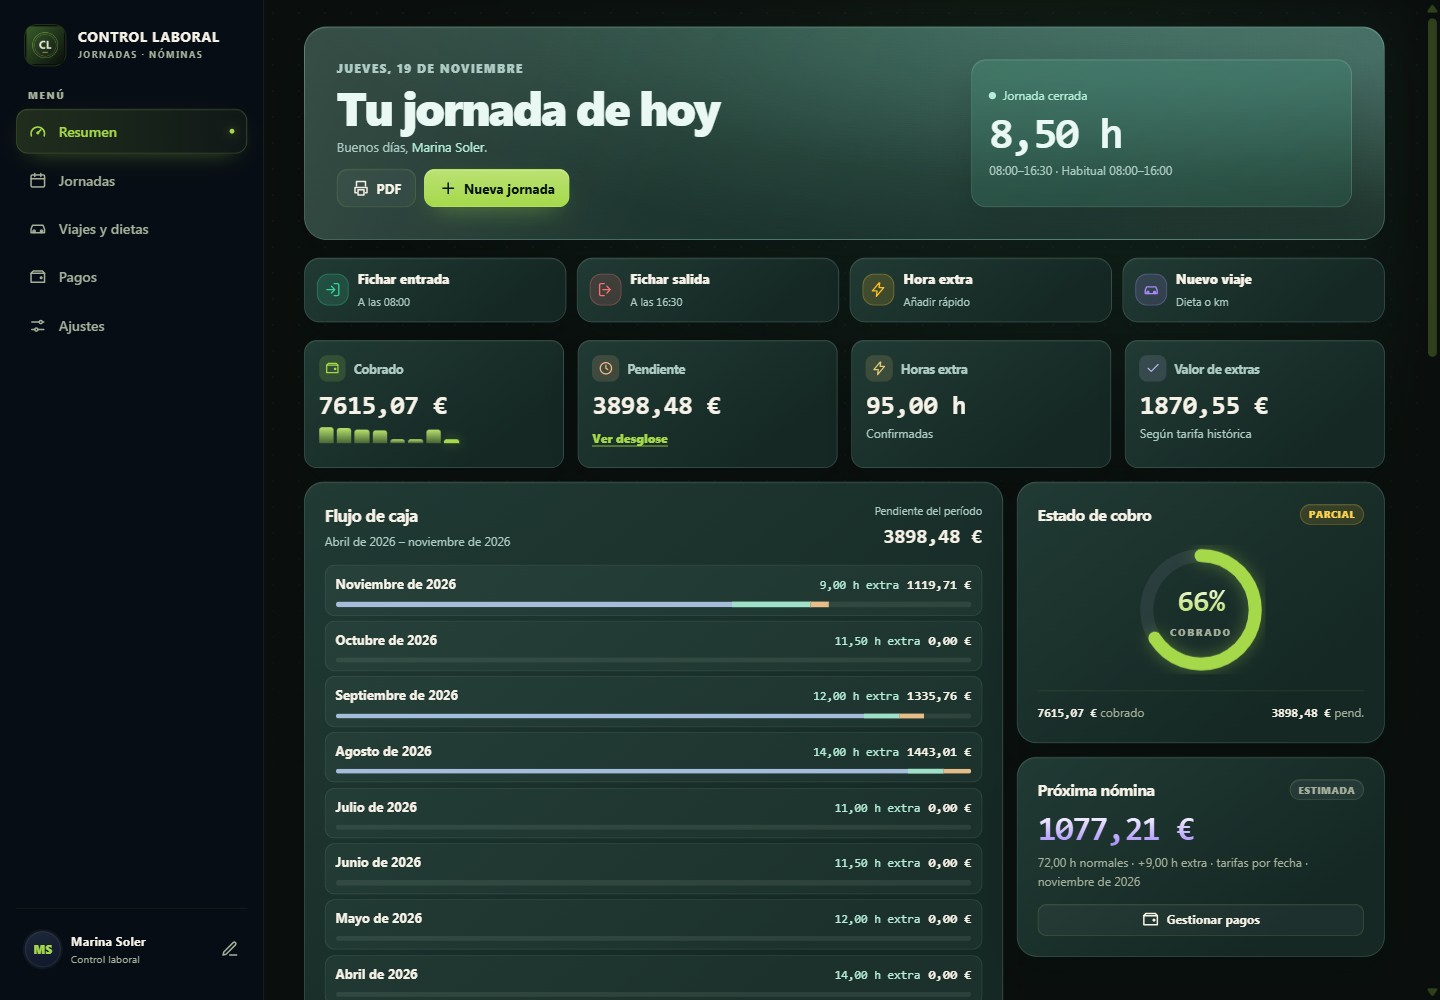 CL
CONTROL LABORAL
JORNADAS · NÓMINAS
MENÚ
Resumen
Jornadas
Viajes y dietas
Pagos
Ajustes
MS
Marina Soler
Control laboral
JUEVES, 19 DE NOVIEMBRE
Tu jornada de hoy
Buenos días, Marina Soler.
PDF
Nueva jornada
Jornada cerrada
8,50 h
08:00–16:30 · Habitual 08:00–16:00
Fichar entrada
A las 08:00
Fichar salida
A las 16:30
Hora extra
Añadir rápido
Nuevo viaje
Dieta o km
Cobrado
7615,07 €
Pendiente
3898,48 €
Ver desglose
Horas extra
95,00 h
Confirmadas
Valor de extras
1870,55 €
Según tarifa histórica
Flujo de caja
Abril de 2026 – noviembre de 2026
Pendiente del período
3898,48 €
Noviembre de 2026 9,00 h extra 1119,71 €
Octubre de 2026 11,50 h extra 0,00 €
Septiembre de 2026 12,00 h extra 1335,76 €
Agosto de 2026 14,00 h extra 1443,01 €
Julio de 2026 11,00 h extra 0,00 €
Junio de 2026 11,50 h extra 0,00 €
Mayo de 2026 12,00 h extra 0,00 €
Abril de 2026 14,00 h extra 0,00 €
Estado de cobro
PARCIAL
66%
COBRADO
7615,07 € cobrado
3898,48 € pend.
Próxima nómina
ESTIMADA
1077,21 €
72,00 h normales · +9,00 h extra · tarifas por fecha ·
noviembre de 2026
Gestionar pagos